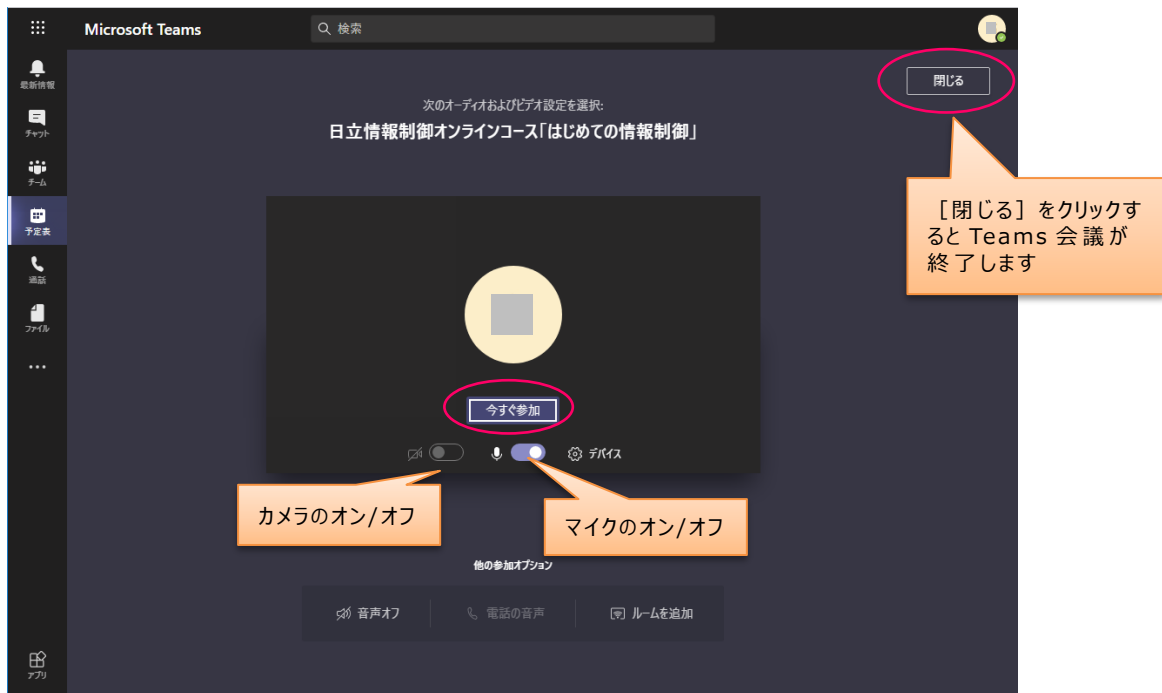 Microsoft Teams
検索
最新情報
チャット
チーム
予定表
通話
ファイル
アプリ
閉じる
次のオーディオおよびビデオ設定を選択:
日立情報制御オンラインコース「はじめての情報制御」
［閉じる］をクリックす
ると Teams 会議が
終了します
今すぐ参加
デバイス
カメラのオン/オフ
マイクのオン/オフ
他の参加オプション
音声オフ
電話の音声
ルームを追加